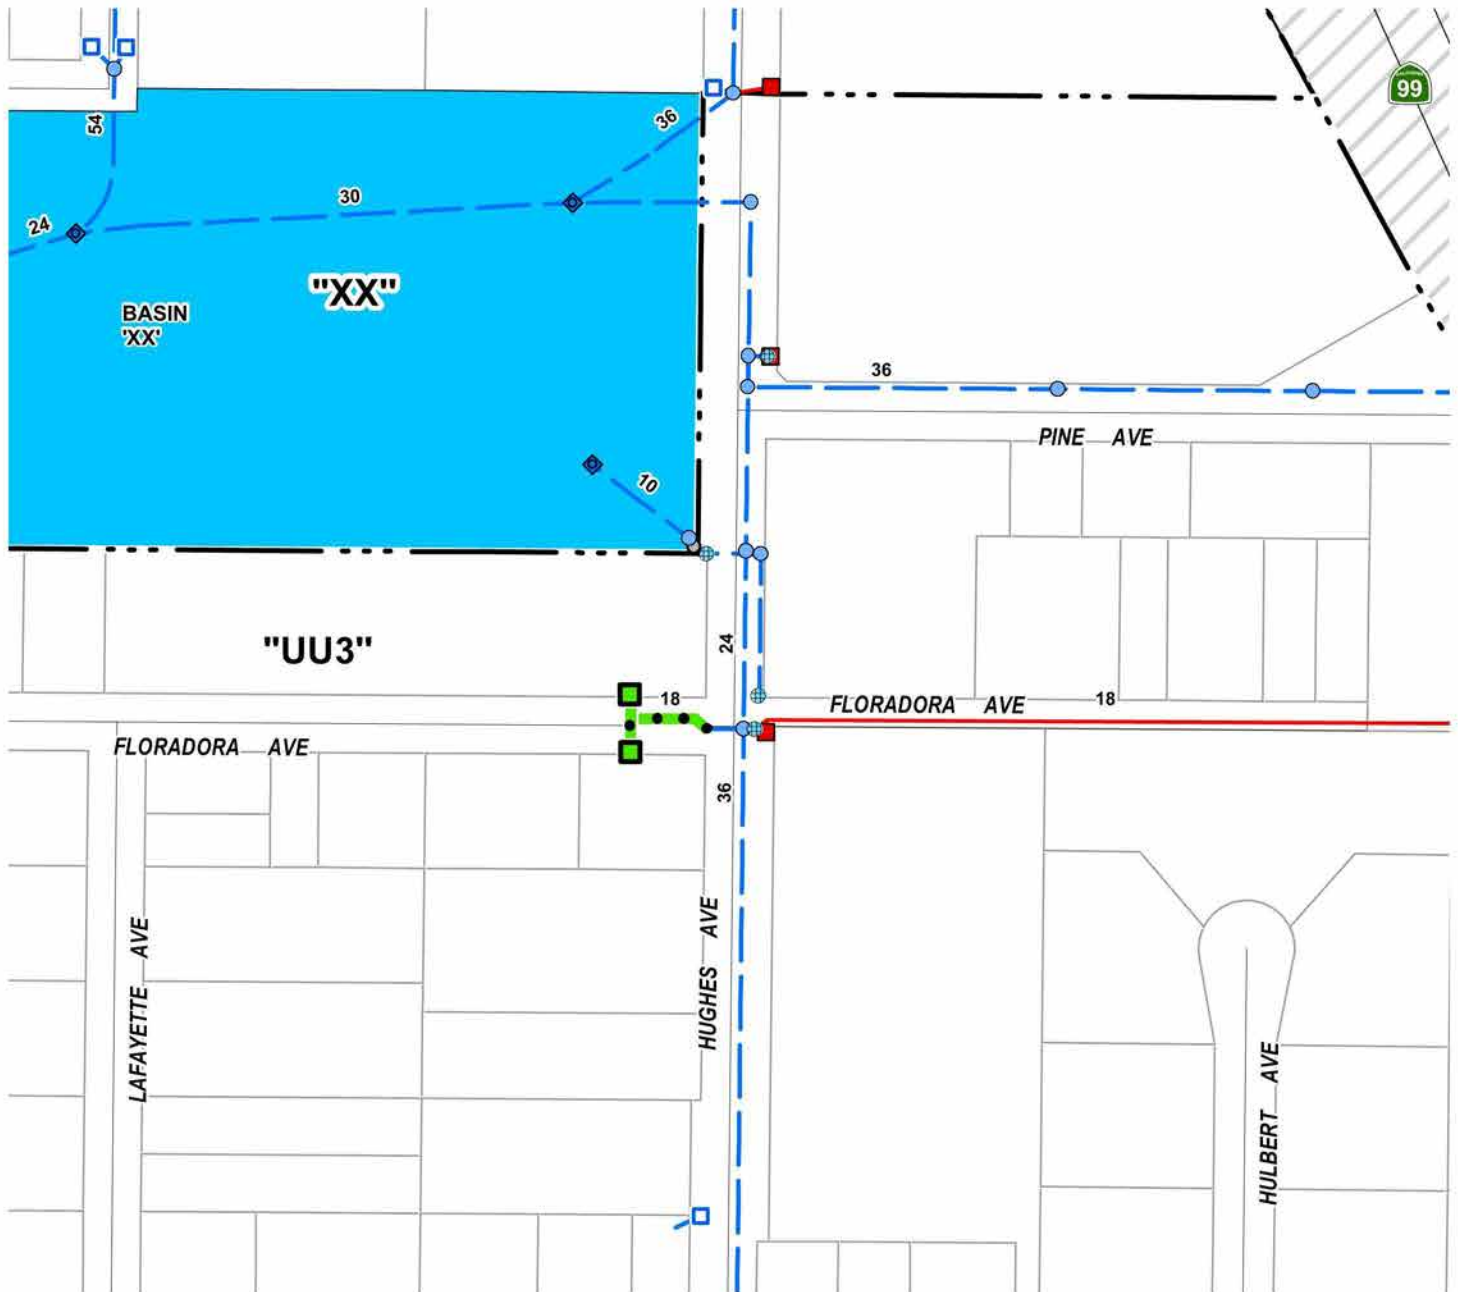 CALIFORNIA
99
54
36
30
24
"XX"
BASIN
'XX'
36
PINE AVE
10
24
"UU3"
18
FLORADORA AVE
18
FLORADORA AVE
36
LAFAYETTE AVE
HUGHES AVE
HULBERT AVE